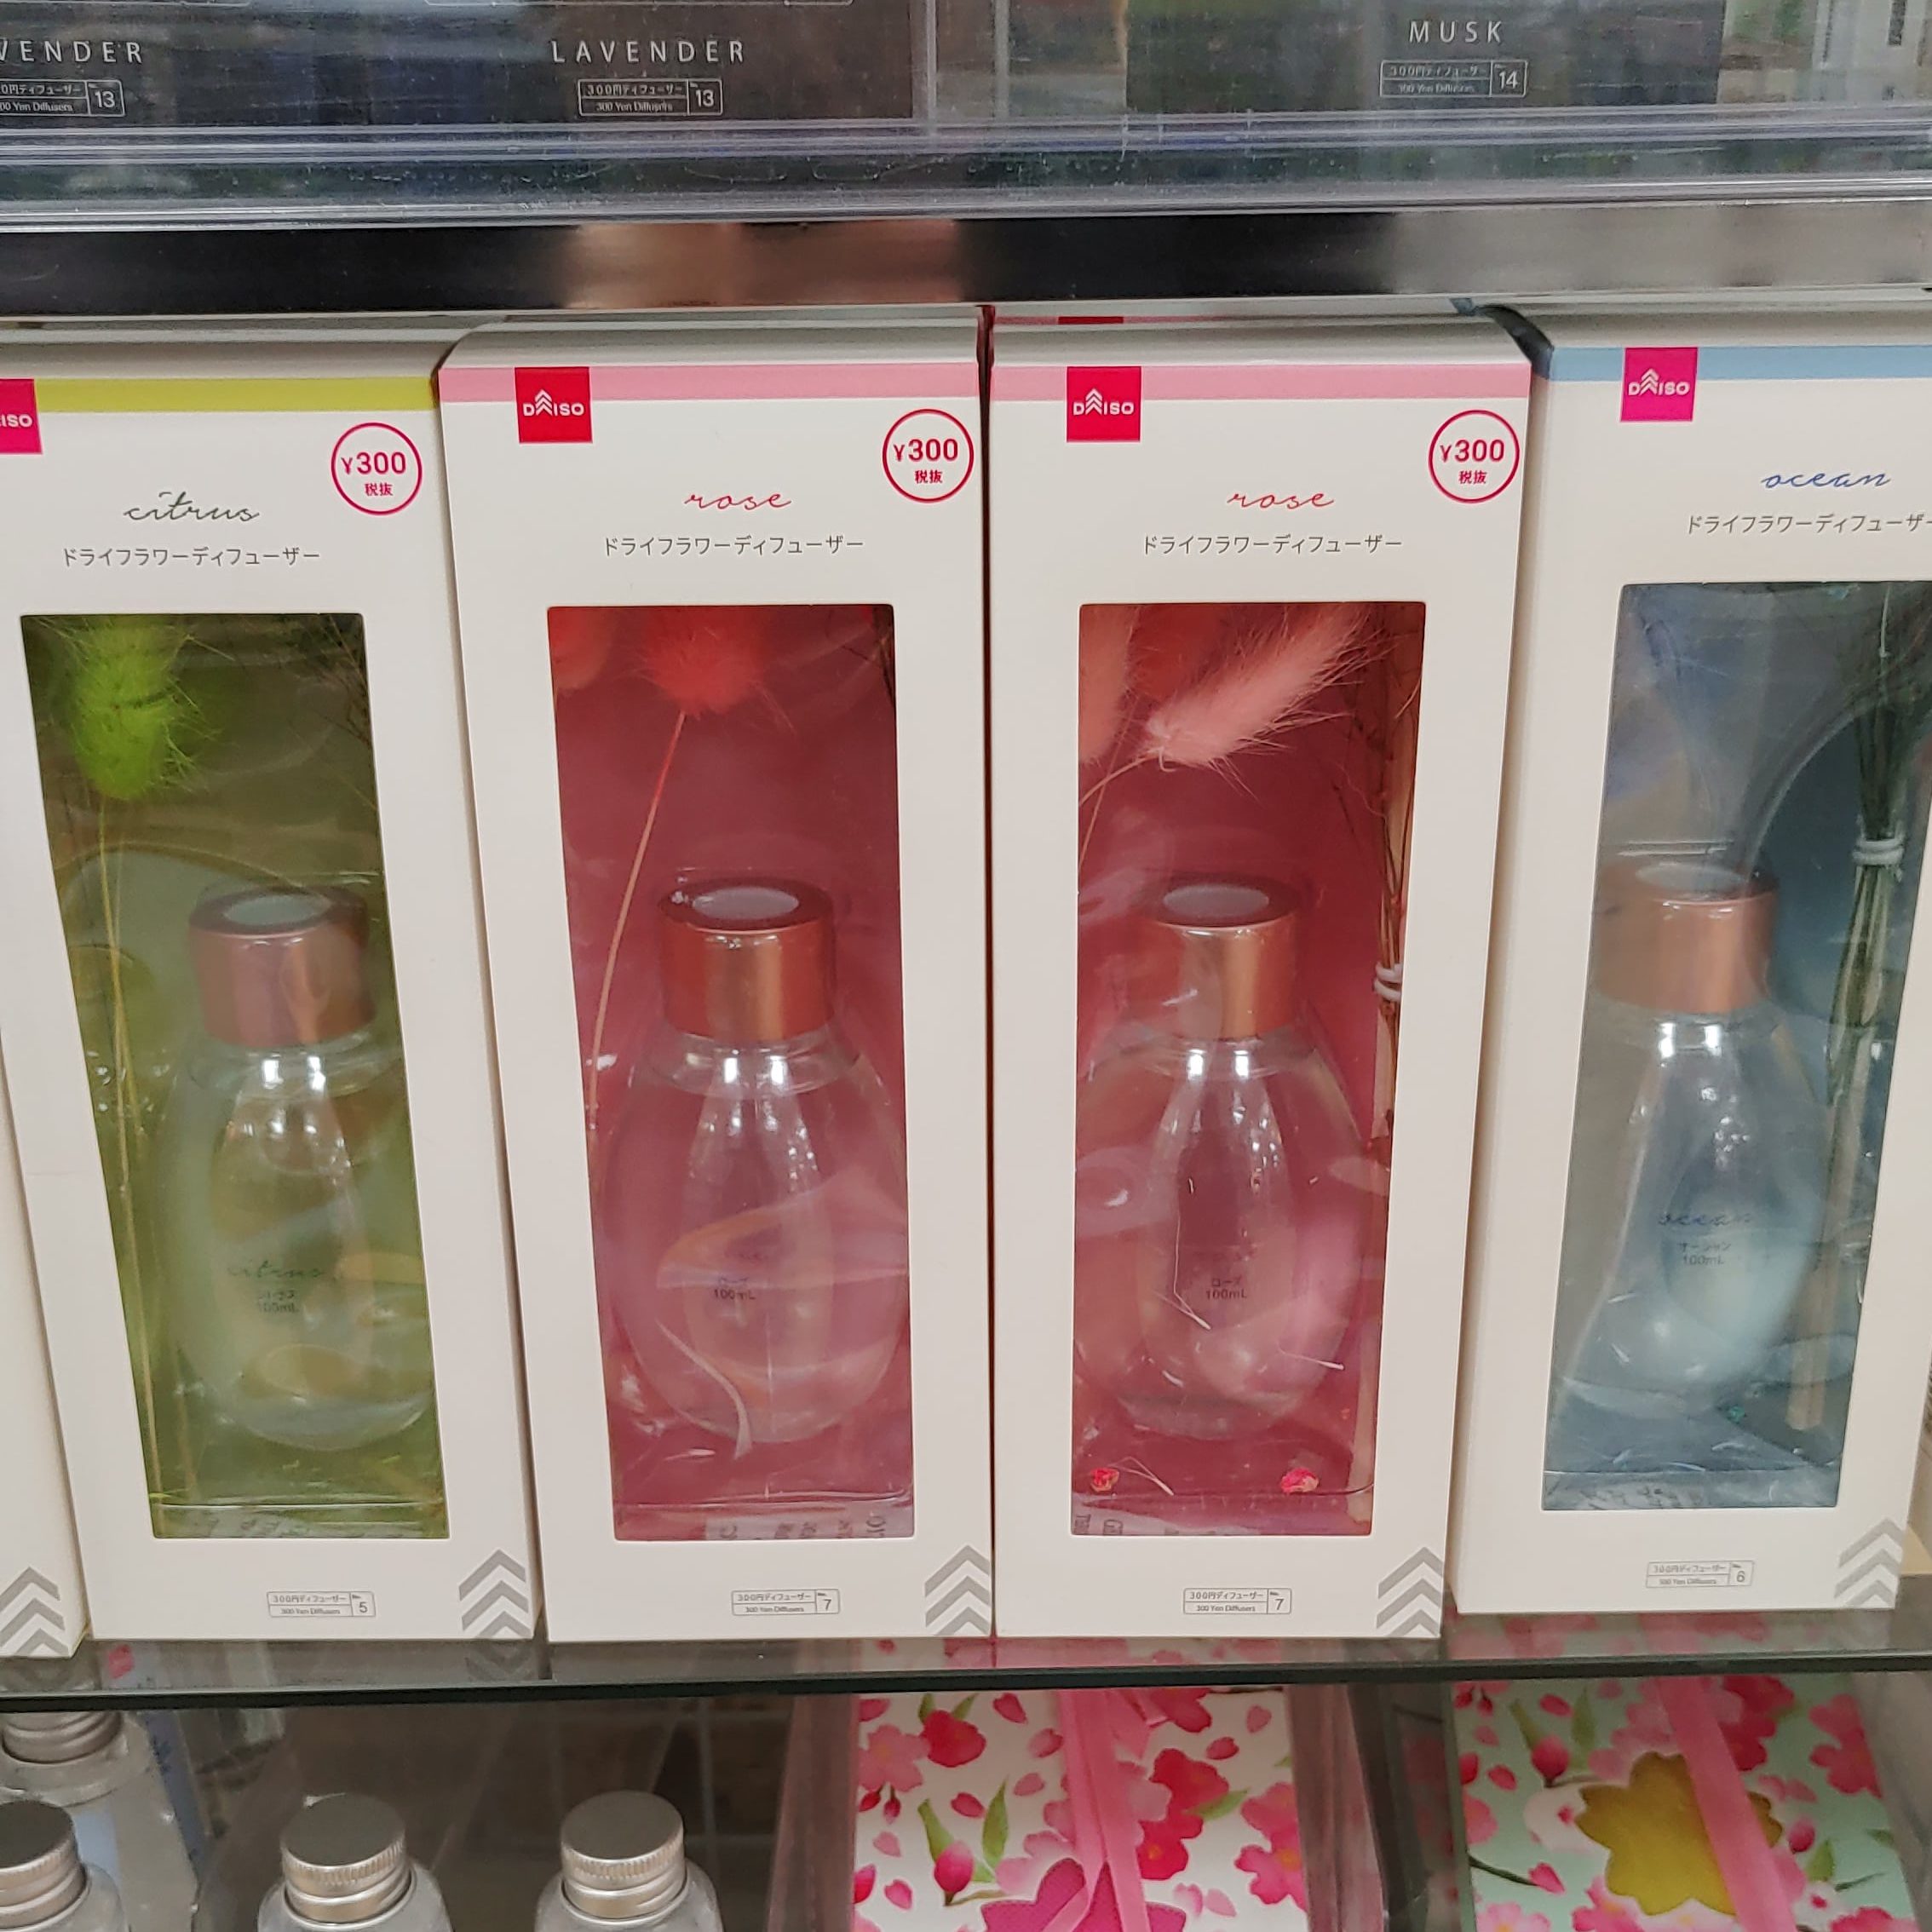 VENDER
0円ディフューザー
00 Yen Diffusers
13
LAVENDER
300円ディフューザー
300 Yen Diffusers
13
MUSK
300円ディフューザー
300 Yen Diffusers
14
ISO
¥300
税抜
citrus
ドライフラワーディフューザー
citrus
シトラス
100mL
300円ディフューザー
300 Yen Diffusers
5
DAISO
¥300
税抜
rose
ドライフラワーディフューザー
ローズ
100mL
300円ディフューザー
300 Yen Diffusers
7
DAISO
¥300
税抜
rose
ドライフラワーディフューザー
ローズ
100mL
300円ディフューザー
300 Yen Diffusers
7
DAISO
ocean
ドライフラワーディフューザー
ocean
オーシャン
100mL
300円ディフューザー
300 Yen Diffusers
6